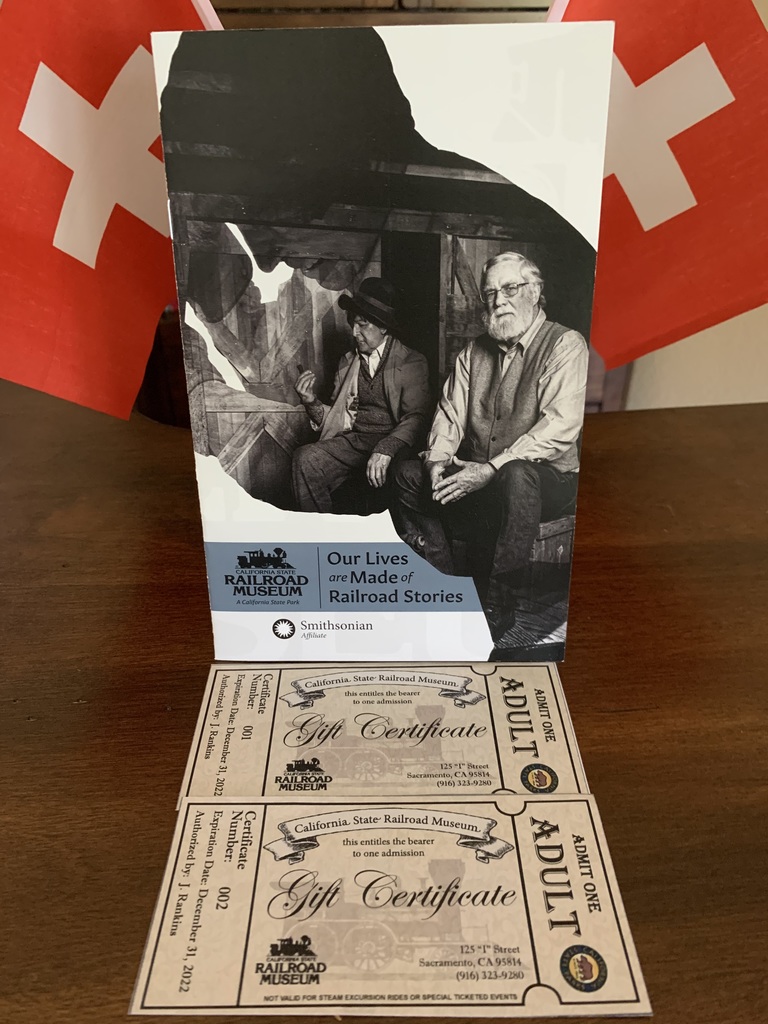 CALIFORNIA STATE
RAILROAD
MUSEUM
A California State Park
Our Lives
are Made of
Railroad Stories
Smithsonian
Affiliate
Certificate
Number: 001
Expiration Date: December 31, 2022
Authorized by: J. Rankins
California State Railroad Museum
this entitles the bearer
to one admission
Gift Certificate
CALIFORNIA STATE
RAILROAD
MUSEUM
125 "I" Street
Sacramento, CA 95814
(916) 323-9280
ADMIT ONE
ADULT
Certificate
Number: 002
Expiration Date: December 31, 2022
Authorized by: J. Rankins
California State Railroad Museum
this entitles the bearer
to one admission
Gift Certificate
CALIFORNIA STATE
RAILROAD
MUSEUM
125 "I" Street
Sacramento, CA 95814
(916) 323-9280
NOT VALID FOR STEAM EXCURSION RIDES OR SPECIAL TICKETED EVENTS
ADMIT ONE
ADULT